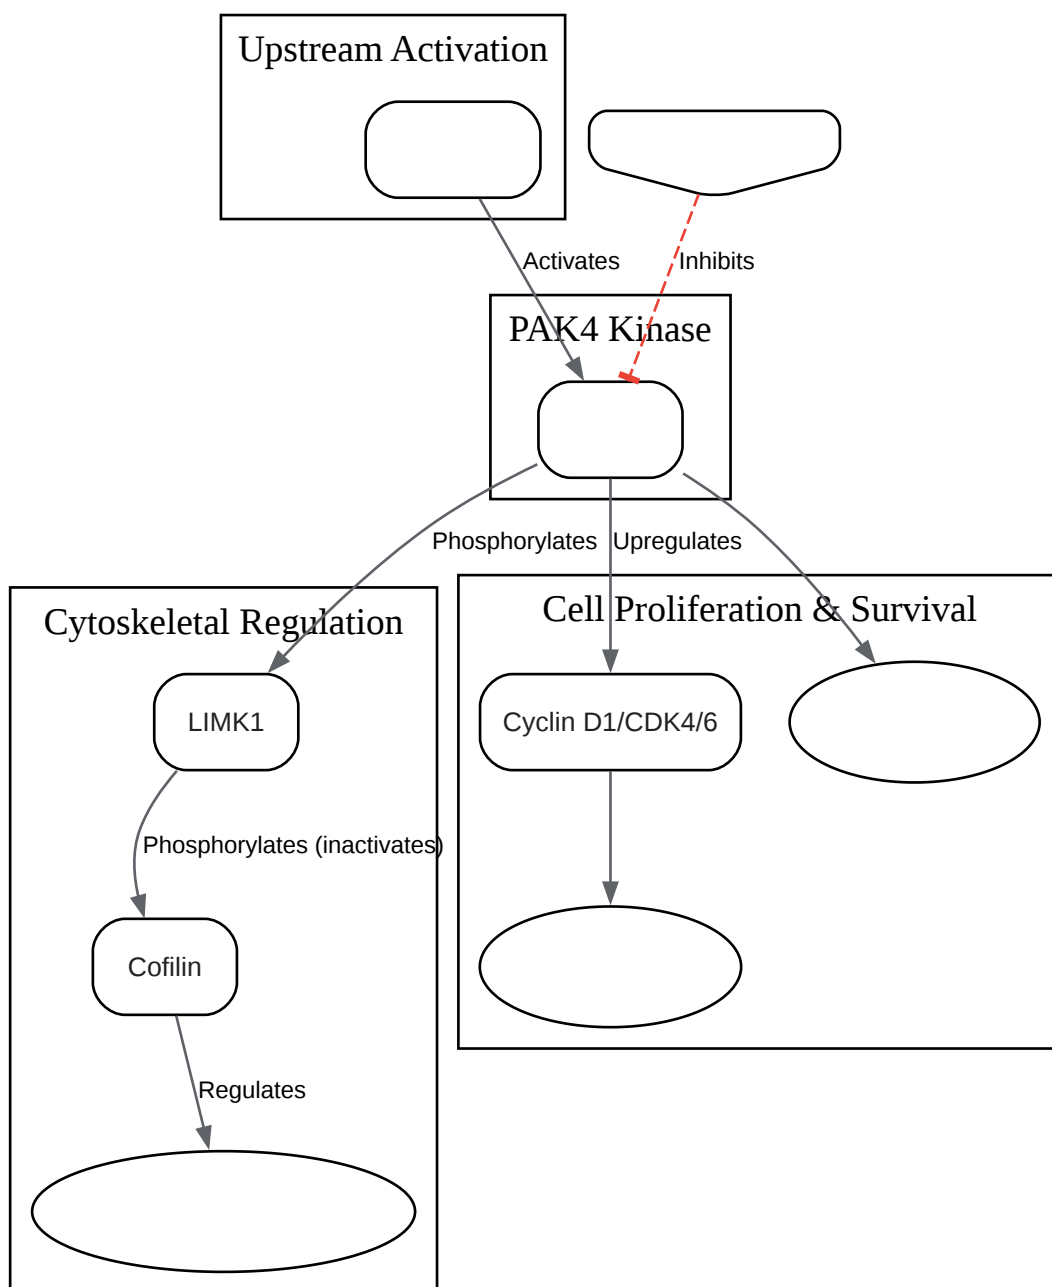 Upstream Activation
Activates
Inhibits
PAK4 Kinase
Phosphorylates
Upregulates
Cytoskeletal Regulation
Cell Proliferation & Survival
LIMK1
Cyclin D1/CDK4/6
Phosphorylates (inactivates)
Cofilin
Regulates